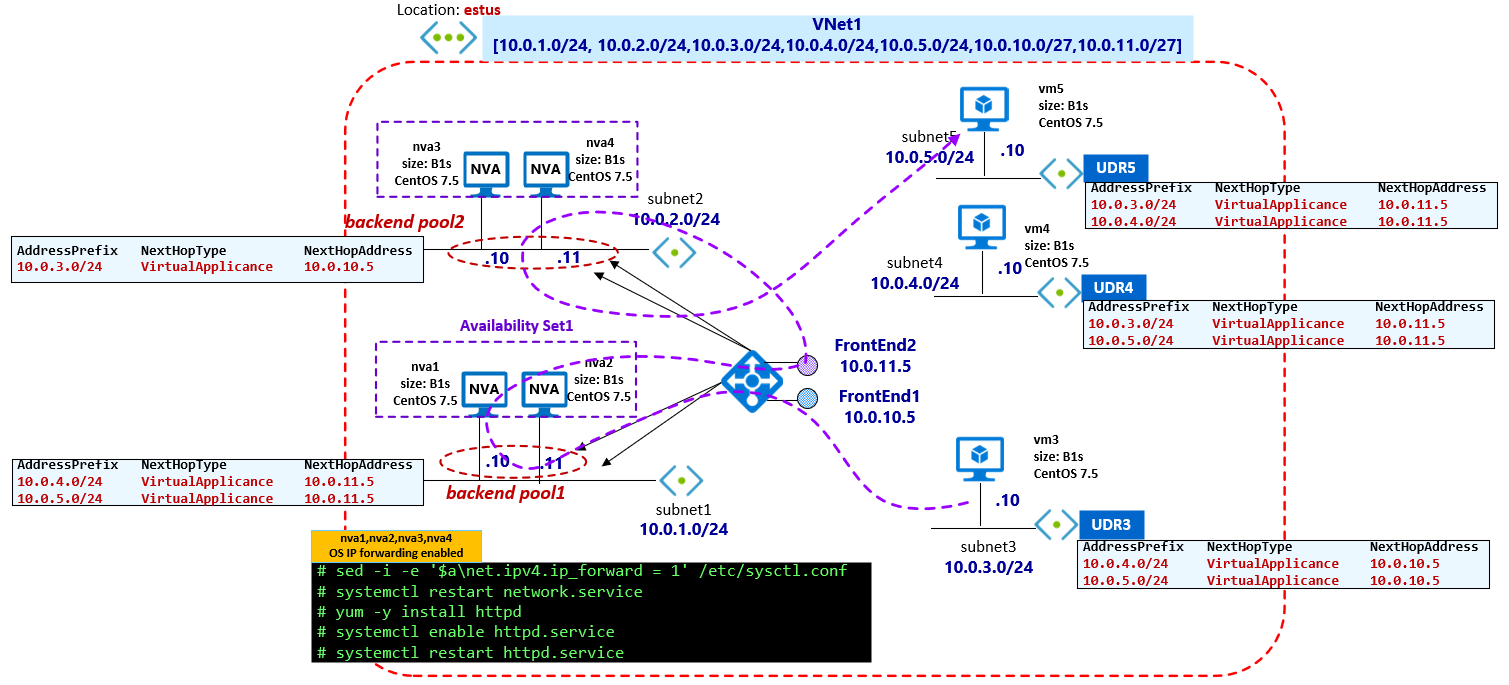 Location: estus
VNet1
[10.0.1.0/24, 10.0.2.0/24,10.0.3.0/24,10.0.4.0/24,10.0.5.0/24,10.0.10.0/27,10.0.11.0/27]
nva3
size: B1s
CentOS 7.5
NVA
NVA
nva4
size: B1s
CentOS 7.5
backend pool2
subnet2
10.0.2.0/24
.10
.11
AddressPrefix NextHopType NextHopAddress
10.0.3.0/24 VirtualApplicance 10.0.10.5
vm5
size: B1s
CentOS 7.5
subnet5
10.0.5.0/24
.10
UDR5
AddressPrefix NextHopType NextHopAddress
10.0.3.0/24 VirtualApplicance 10.0.11.5
10.0.4.0/24 VirtualApplicance 10.0.11.5
vm4
size: B1s
CentOS 7.5
subnet4
10.0.4.0/24
.10
UDR4
AddressPrefix NextHopType NextHopAddress
10.0.3.0/24 VirtualApplicance 10.0.11.5
10.0.5.0/24 VirtualApplicance 10.0.11.5
Availability Set1
nva1
size: B1s
CentOS 7.5
NVA
NVA
nva2
size: B1s
CentOS 7.5
FrontEnd2
10.0.11.5
FrontEnd1
10.0.10.5
.10
.11
backend pool1
subnet1
10.0.1.0/24
AddressPrefix NextHopType NextHopAddress
10.0.4.0/24 VirtualApplicance 10.0.11.5
10.0.5.0/24 VirtualApplicance 10.0.11.5
vm3
size: B1s
CentOS 7.5
.10
subnet3
10.0.3.0/24
UDR3
AddressPrefix NextHopType NextHopAddress
10.0.4.0/24 VirtualApplicance 10.0.10.5
10.0.5.0/24 VirtualApplicance 10.0.10.5
nva1,nva2,nva3,nva4
OS IP forwarding enabled
# sed -i -e '$a\net.ipv4.ip_forward = 1' /etc/sysctl.conf
# systemctl restart network.service
# yum -y install httpd
# systemctl enable httpd.service
# systemctl restart httpd.service